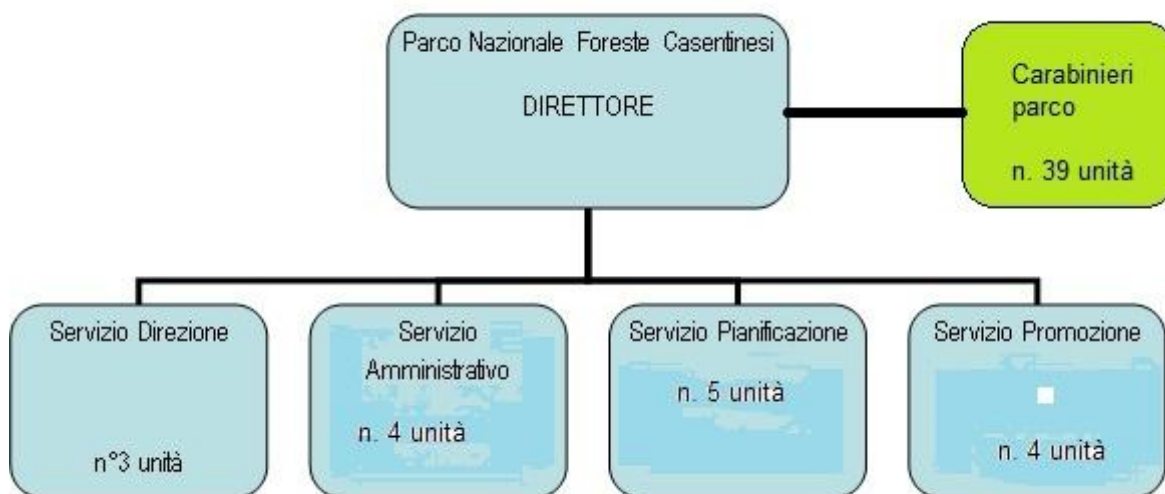 Parco Nazionale Foreste Casentinesi
DIRETTORE
Carabinieri
parco
n. 39 unità
Servizio Direzione
n°3 unità
Servizio
Amministrativo
n. 4 unità
Servizio Pianificazione
n. 5 unità
Servizio Promozione
n. 4 unità